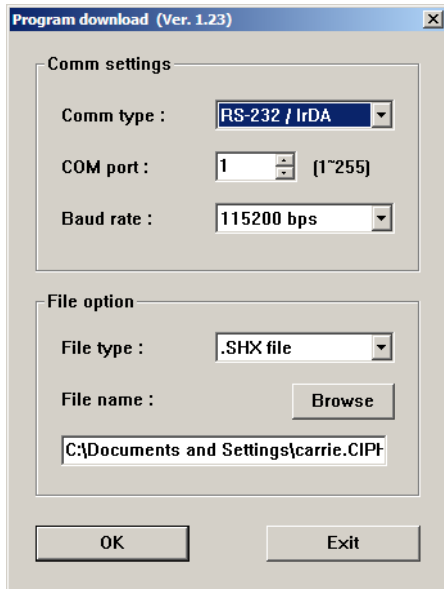 Program download (Ver. 1.23)
Comm settings
Comm type : RS-232 / IrDA
COM port : 1 (1~255)
Baud rate : 115200 bps
File option
File type : .SHX file
File name : Browse
C:\Documents and Settings\carrie.CIPH
OK Exit